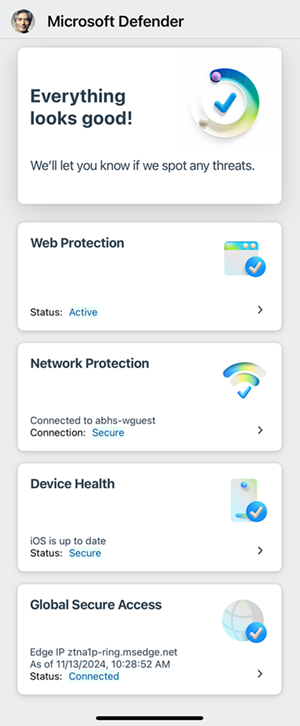 Microsoft Defender
Everything
looks good!
We'll let you know if we spot any threats.
Web Protection
Status: Active
Network Protection
Connected to abhs-wguest
Connection: Secure
Device Health
iOS is up to date
Status: Secure
Global Secure Access
Edge IP ztna1p-ring.msedge.net
As of 11/13/2024, 10:28:52 AM
Status: Connected